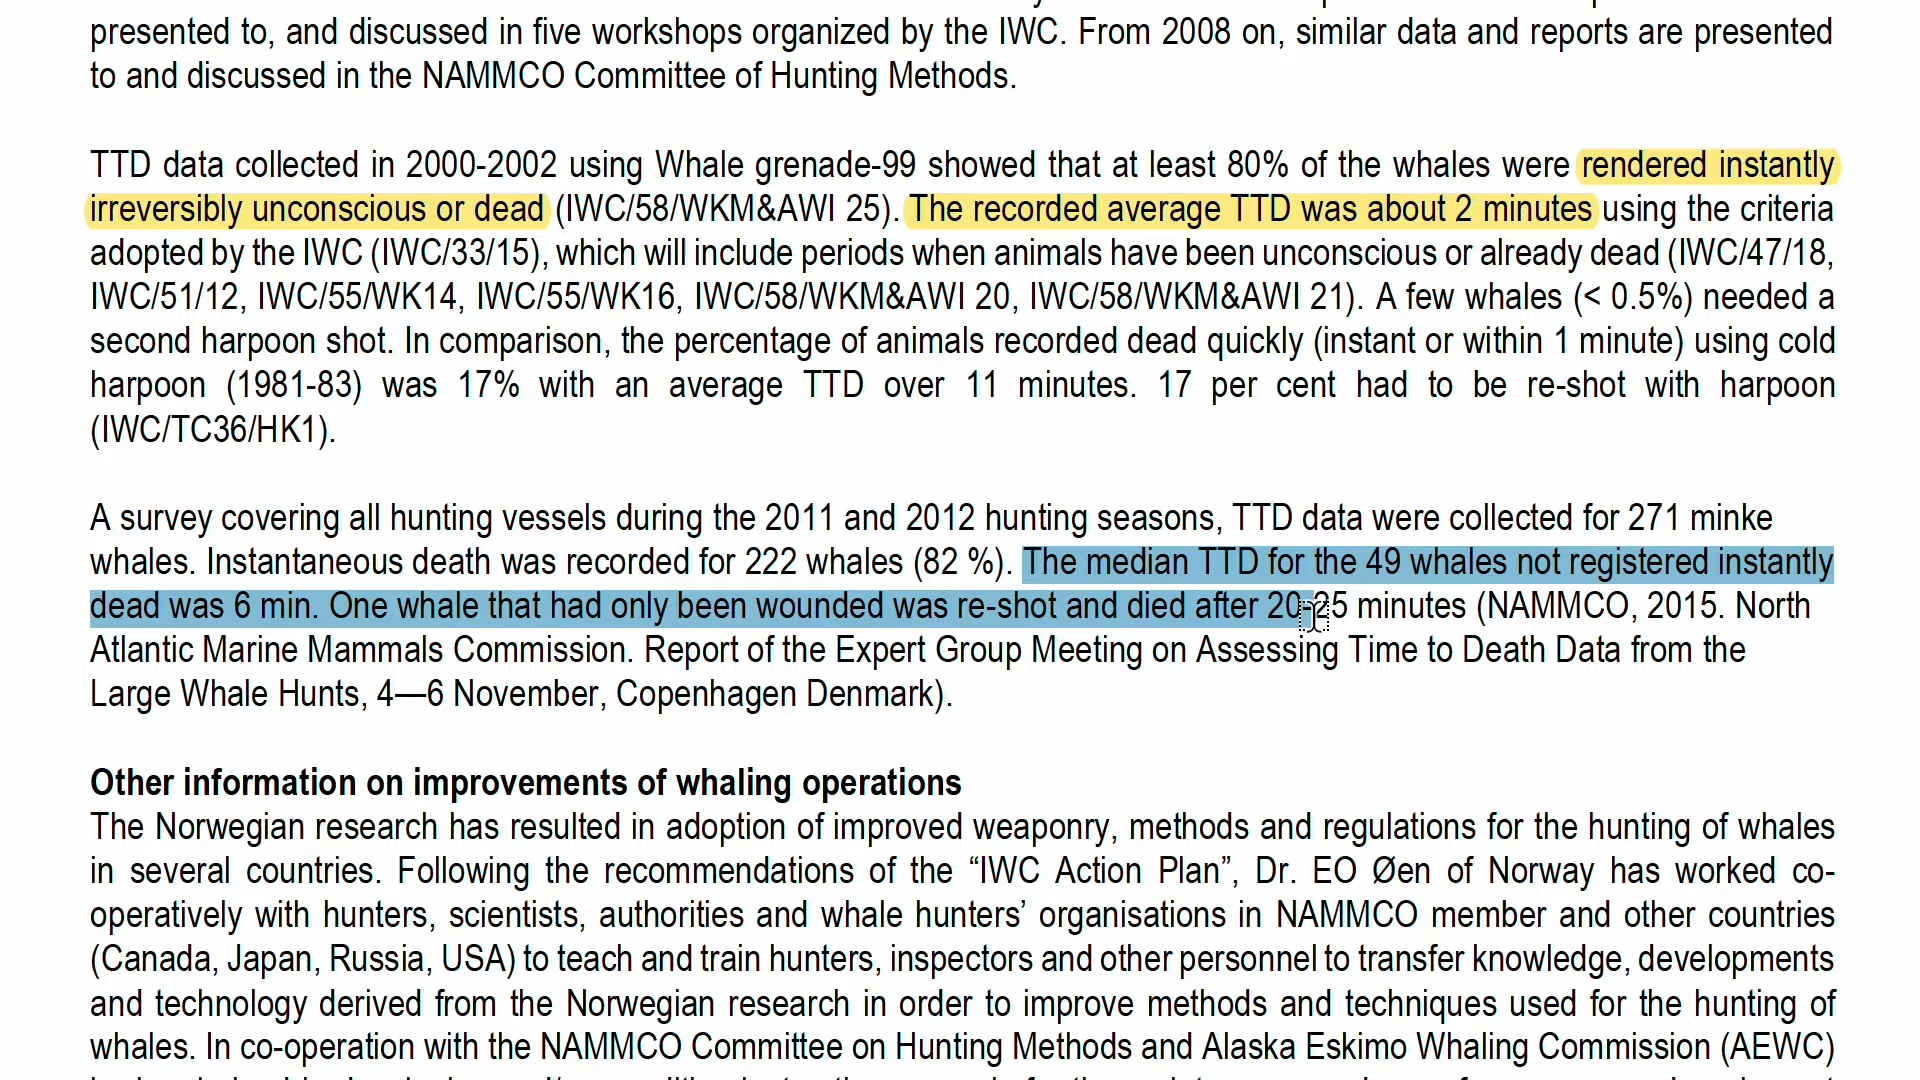 presented to, and discussed in five workshops organized by the IWC. From 2008 on, similar data and reports are presented
to and discussed in the NAMMCO Committee of Hunting Methods.
TTD data collected in 2000-2002 using Whale grenade-99 showed that at least 80% of the whales were rendered instantly
irreversibly unconscious or dead (IWC/58/WKM&AWI 25). The recorded average TTD was about 2 minutes using the criteria
adopted by the IWC (IWC/33/15), which will include periods when animals have been unconscious or already dead (IWC/47/18,
IWC/51/12, IWC/55/WK14, IWC/55/WK16, IWC/58/WKM&AWI 20, IWC/58/WKM&AWI 21). A few whales (< 0.5%) needed a
second harpoon shot. In comparison, the percentage of animals recorded dead quickly (instant or within 1 minute) using cold
harpoon (1981-83) was 17% with an average TTD over 11 minutes. 17 per cent had to be re-shot with harpoon
(IWC/TC36/HK1).
A survey covering all hunting vessels during the 2011 and 2012 hunting seasons, TTD data were collected for 271 minke
whales. Instantaneous death was recorded for 222 whales (82 %). The median TTD for the 49 whales not registered instantly
dead was 6 min. One whale that had only been wounded was re-shot and died after 20-25 minutes (NAMMCO, 2015. North
Atlantic Marine Mammals Commission. Report of the Expert Group Meeting on Assessing Time to Death Data from the
Large Whale Hunts, 4—6 November, Copenhagen Denmark).
Other information on improvements of whaling operations
The Norwegian research has resulted in adoption of improved weaponry, methods and regulations for the hunting of whales
in several countries. Following the recommendations of the “IWC Action Plan”, Dr. EO Øen of Norway has worked co-
operatively with hunters, scientists, authorities and whale hunters’ organisations in NAMMCO member and other countries
(Canada, Japan, Russia, USA) to teach and train hunters, inspectors and other personnel to transfer knowledge, developments
and technology derived from the Norwegian research in order to improve methods and techniques used for the hunting of
whales. In co-operation with the NAMMCO Committee on Hunting Methods and Alaska Eskimo Whaling Commission (AEWC)